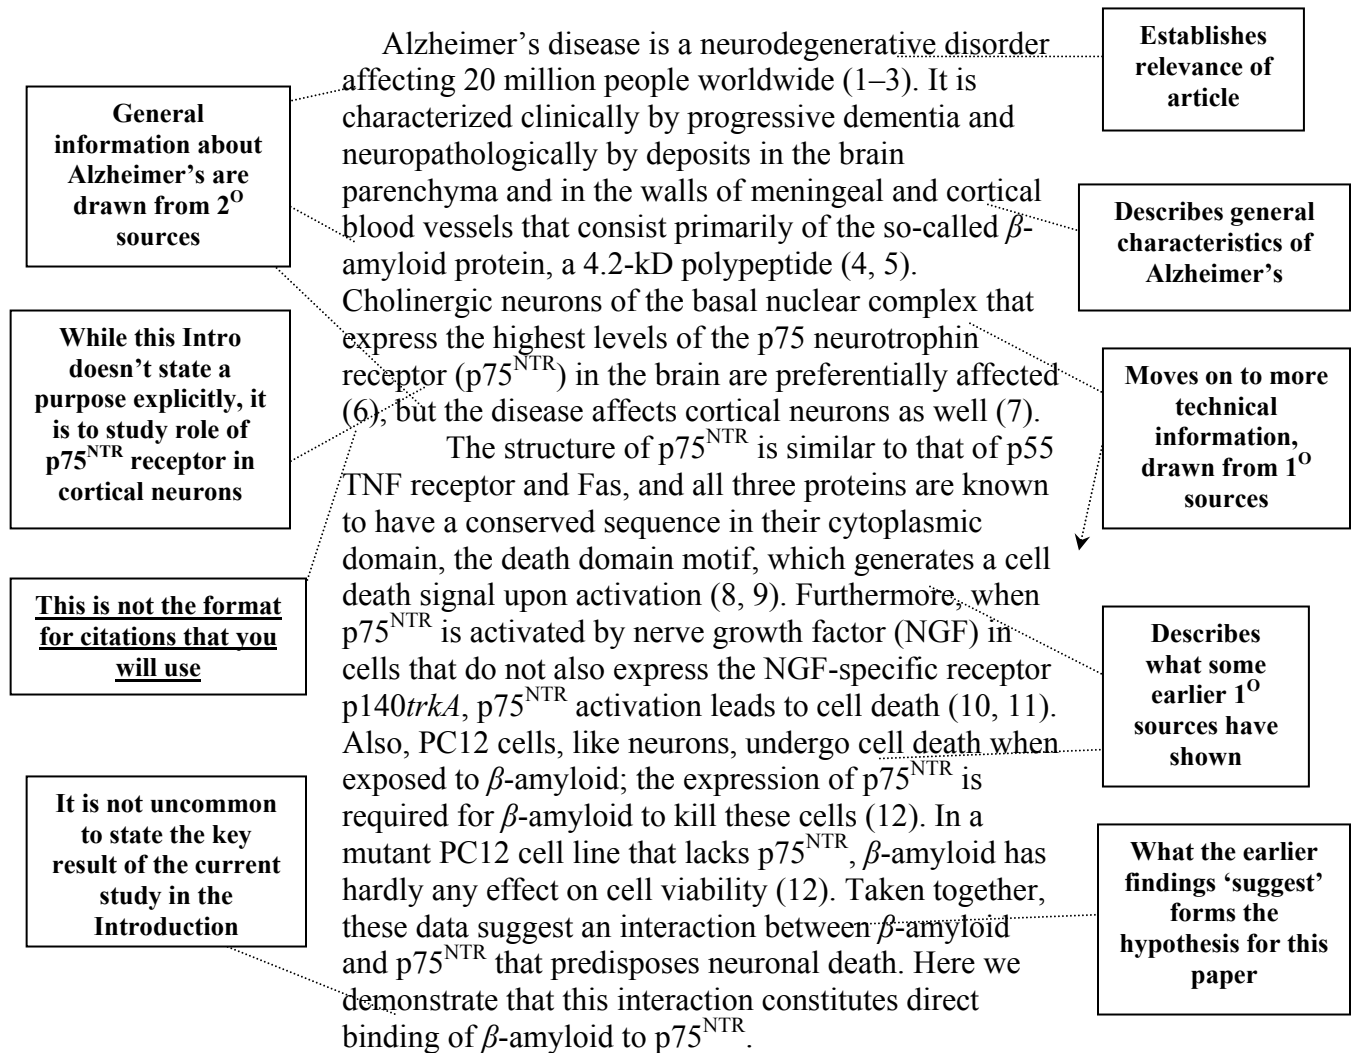 Establishes
relevance of
article
Alzheimer’s disease is a neurodegenerative disorder
affecting 20 million people worldwide (1–3). It is
characterized clinically by progressive dementia and
neuropathologically by deposits in the brain
parenchyma and in the walls of meningeal and cortical
blood vessels that consist primarily of the so-called β-
amyloid protein, a 4.2-kD polypeptide (4, 5).
Cholinergic neurons of the basal nuclear complex that
express the highest levels of the p75 neurotrophin
receptor (p75NTR) in the brain are preferentially affected
(6), but the disease affects cortical neurons as well (7).
The structure of p75NTR is similar to that of p55
TNF receptor and Fas, and all three proteins are known
to have a conserved sequence in their cytoplasmic
domain, the death domain motif, which generates a cell
death signal upon activation (8, 9). Furthermore, when
p75NTR is activated by nerve growth factor (NGF) in
cells that do not also express the NGF-specific receptor
p140trkA, p75NTR activation leads to cell death (10, 11).
Also, PC12 cells, like neurons, undergo cell death when
exposed to β-amyloid; the expression of p75NTR is
required for β-amyloid to kill these cells (12). In a
mutant PC12 cell line that lacks p75NTR, β-amyloid has
hardly any effect on cell viability (12). Taken together,
these data suggest an interaction between β-amyloid
and p75NTR that predisposes neuronal death. Here we
demonstrate that this interaction constitutes direct
binding of β-amyloid to p75NTR.
General
information about
Alzheimer’s are
drawn from 2O
sources
While this Intro
doesn’t state a
purpose explicitly, it
is to study role of
p75NTR receptor in
cortical neurons
This is not the format
for citations that you
will use
It is not uncommon
to state the key
result of the current
study in the
Introduction
Describes general
characteristics of
Alzheimer’s
Moves on to more
technical
information,
drawn from 1O
sources
Describes
what some
earlier 1O
sources have
shown
What the earlier
findings ‘suggest’
forms the
hypothesis for this
paper